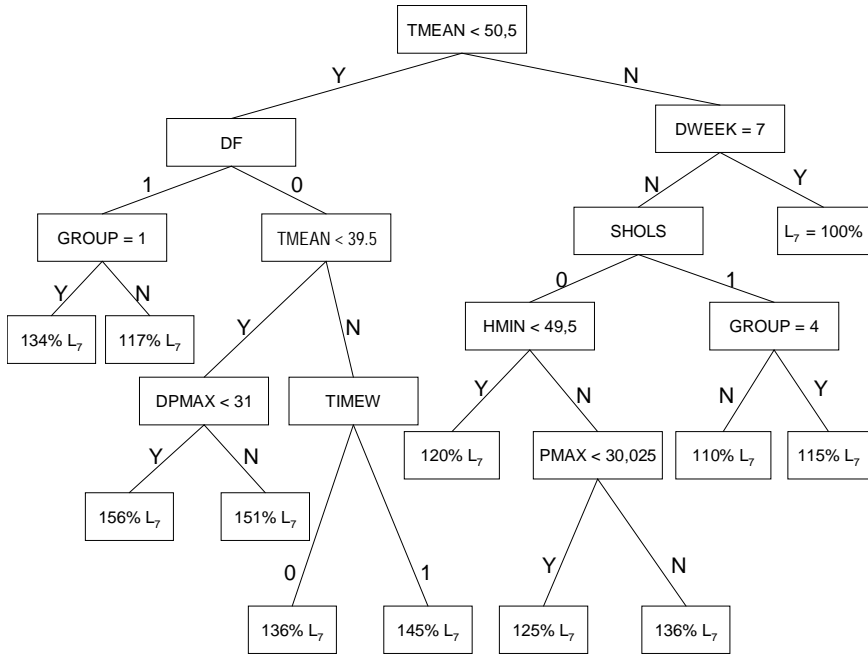 TMEAN < 50,5
Y N
DF DWEEK = 7
1 0 N Y
GROUP = 1 TMEAN < 39.5 SHOLS L₇ = 100%
Y N Y N 0 1
134% L₇ 117% L₇ HMIN < 49,5 GROUP = 4
DPMAX < 31 TIMEW Y N N Y
Y N 120% L₇ PMAX < 30,025 110% L₇ 115% L₇
156% L₇ 151% L₇
0 1 Y N
136% L₇ 145% L₇ 125% L₇ 136% L₇